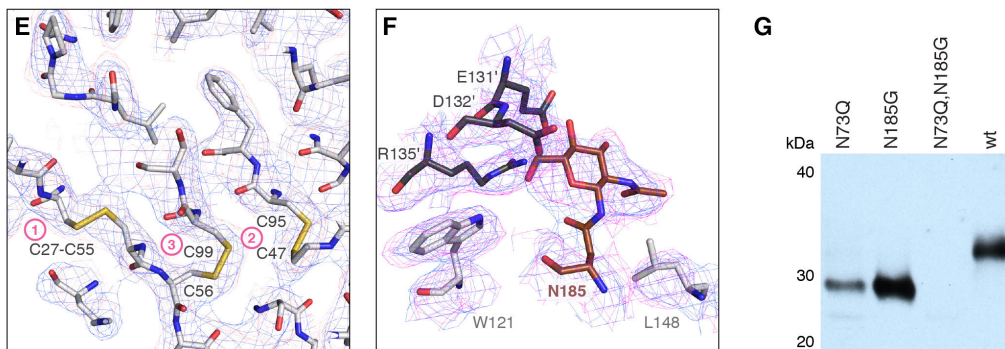 E
C95
1
C27-C55
3
C99
2
C47
C56
F
E131'
D132'
R135'
N185
W121
L148
G
N73Q
N185G
N73Q,N185G
wt
kDa
40
30
20